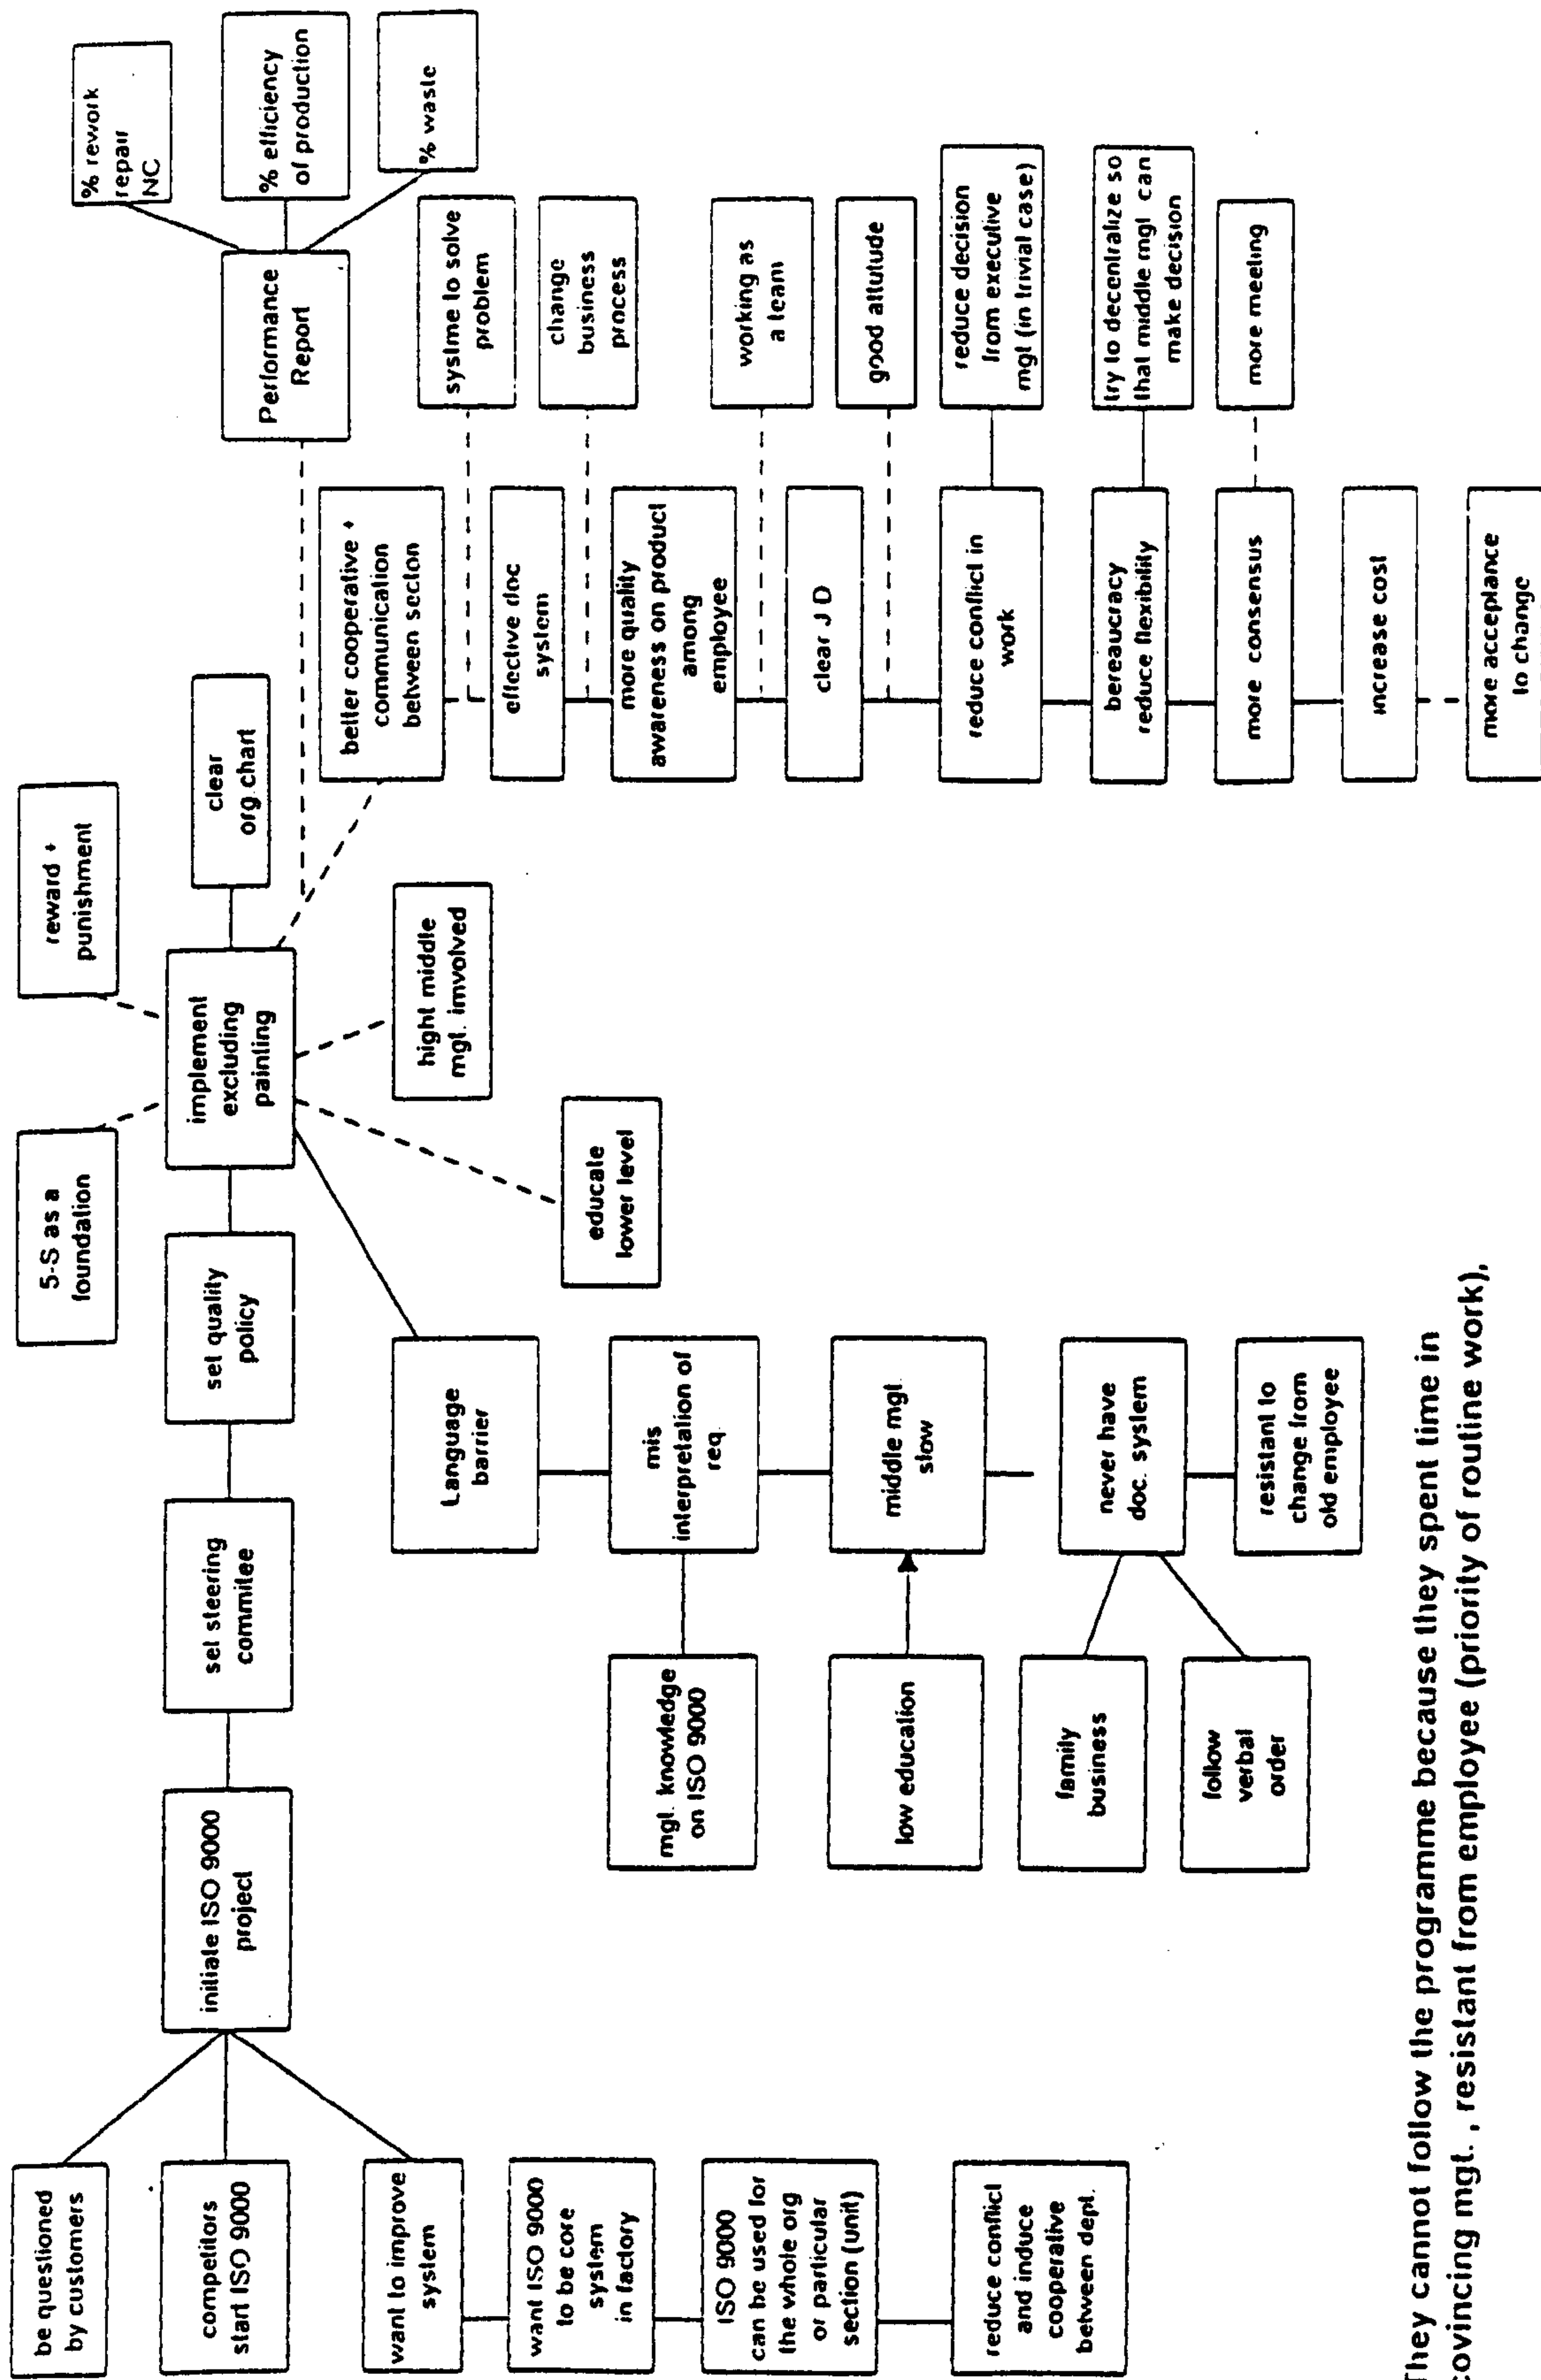 be questioned
by customers
competitors
start ISO 9000
want to improve
system
want ISO 9000
to be core
system
in factory
ISO 9000
can be used for
the whole org
or particular
section (unit)
reduce conflict
and induce
cooperative
between dept.
initiate ISO 9000
project
set steering
commitee
set quality
policy
5-S as a
foundation
reward +
punishment
implement
excluding
painting
clear
org. chart
hight middle
mgt. imvolved
educate
lower level
Language
barrier
mis
interpretation of
req.
mgt. knowledge
on ISO 9000
middle mgt.
slow
low education
never have
doc. system
family
business
follow
verbal
order
resistant to
change from
old employee
Performance
Report
% rework
repair
NC
% efficiency
of production
% waste
better cooperative +
communication
between secton
systme to solve
problem
effective doc
system
change
business
process
more quality
awareness on product
among
employee
working as
a team
clear J D
good attutude
reduce conflict in
work
reduce decision
from executive
mgt (in trivial case)
bereaucracy
reduce flexibility
try to decentralize so
that middle mgt can
make decision
more consensus
more meeting
increase cost
more acceplance
to change
They cannot follow the programme because they spent time in
covincing mgt. , resistant from employee (priority of routine work),